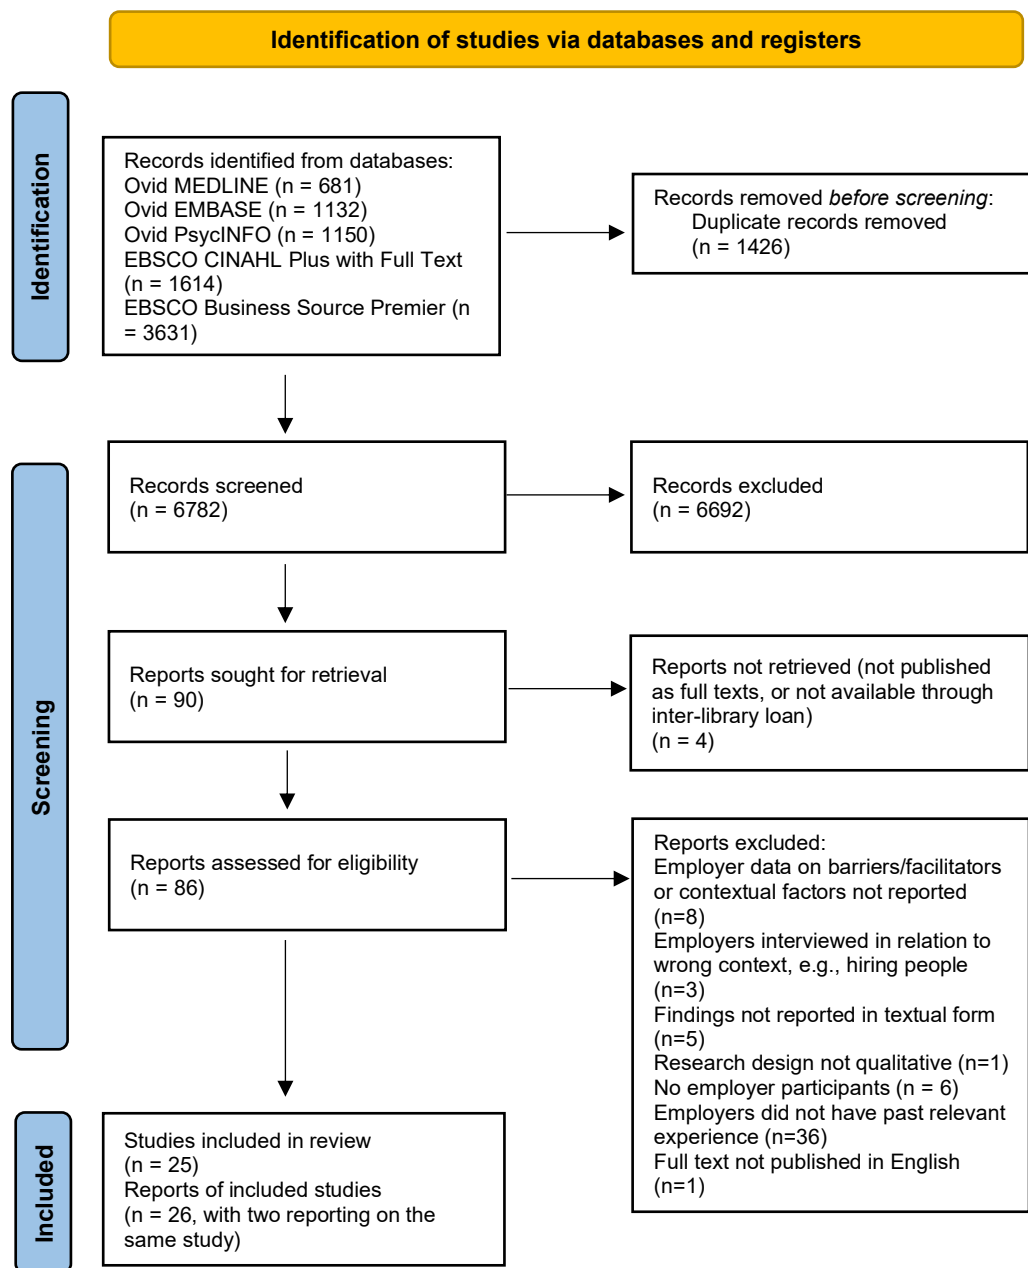 Identification of studies via databases and registers
Identification
Records identified from databases:
Ovid MEDLINE (n = 681)
Ovid EMBASE (n = 1132)
Ovid PsycINFO (n = 1150)
EBSCO CINAHL Plus with Full Text
(n = 1614)
EBSCO Business Source Premier (n
= 3631)
Records removed before screening:
Duplicate records removed
(n = 1426)
Screening
Records screened
(n = 6782)
Records excluded
(n = 6692)
Reports sought for retrieval
(n = 90)
Reports not retrieved (not published
as full texts, or not available through
inter-library loan)
(n = 4)
Reports assessed for eligibility
(n = 86)
Reports excluded:
Employer data on barriers/facilitators
or contextual factors not reported
(n=8)
Employers interviewed in relation to
wrong context, e.g., hiring people
(n=3)
Findings not reported in textual form
(n=5)
Research design not qualitative (n=1)
No employer participants (n = 6)
Employers did not have past relevant
experience (n=36)
Full text not published in English
(n=1)
Included
Studies included in review
(n = 25)
Reports of included studies
(n = 26, with two reporting on the
same study)